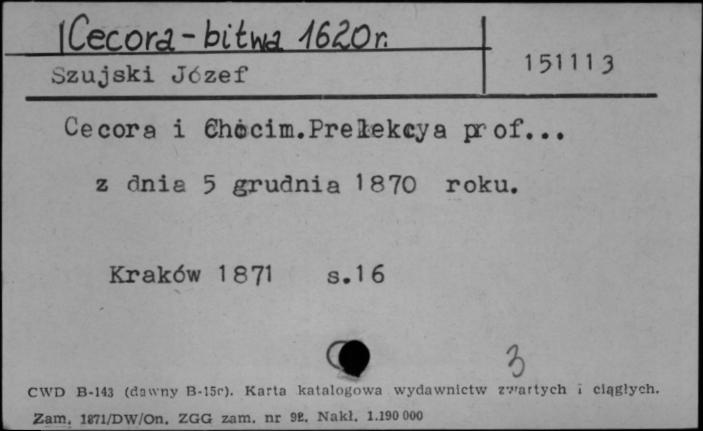 Cecora - bitwa 1620 r.
Szujski Józef
151113
Cecora i Chocim.Prelekcya prof...
z dnia 5 grudnia 1870 roku.
Kraków 1871 s.16
3
CWD B-143 (dawny B-15c). Karta katalogowa wydawnictw zwartych i ciągłych.
Zam. 1871/DW/On. ZGG zam. nr 98. Nakł. 1.190 000